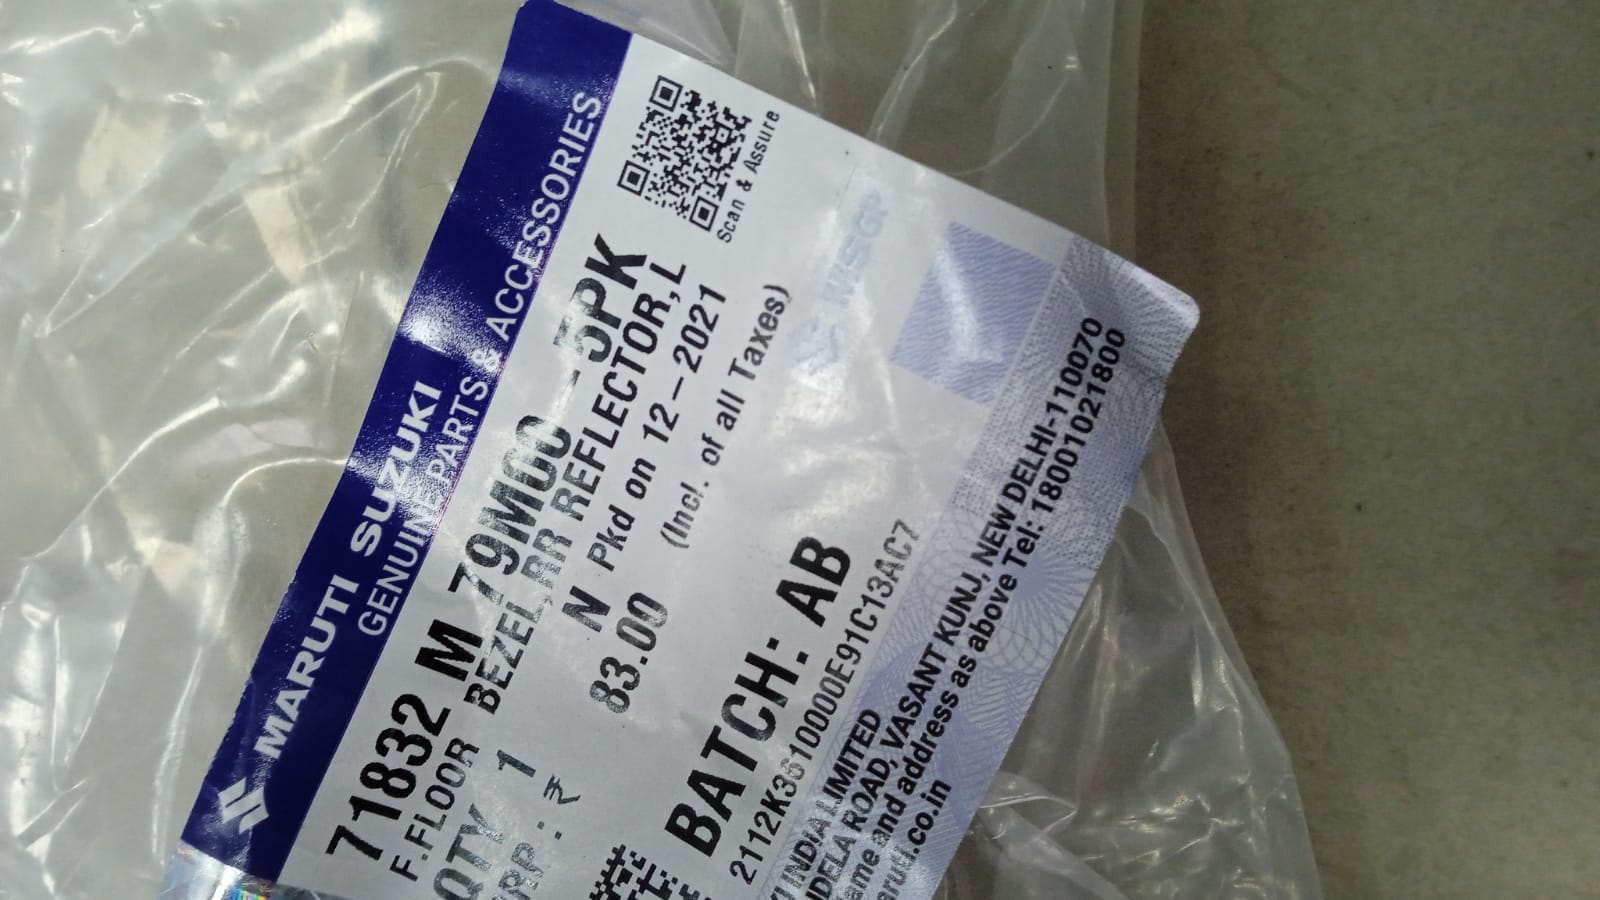 MARUTI SUZUKI
GENUINE PARTS & ACCESSORIES
Scan & Assure
71832 M 79M00 -5PK
F.FLOOR BEZEL,RR REFLECTOR,L
QTY 1 N Pkd on 12-2021
MRP : ₹ 83.00 (Incl. of all Taxes)
BATCH: AB
2112K3610000E91C13AC7
INDIA LIMITED
ROAD, VASANT KUNJ, NEW DELHI-110070
and address as above Tel: 18001021800